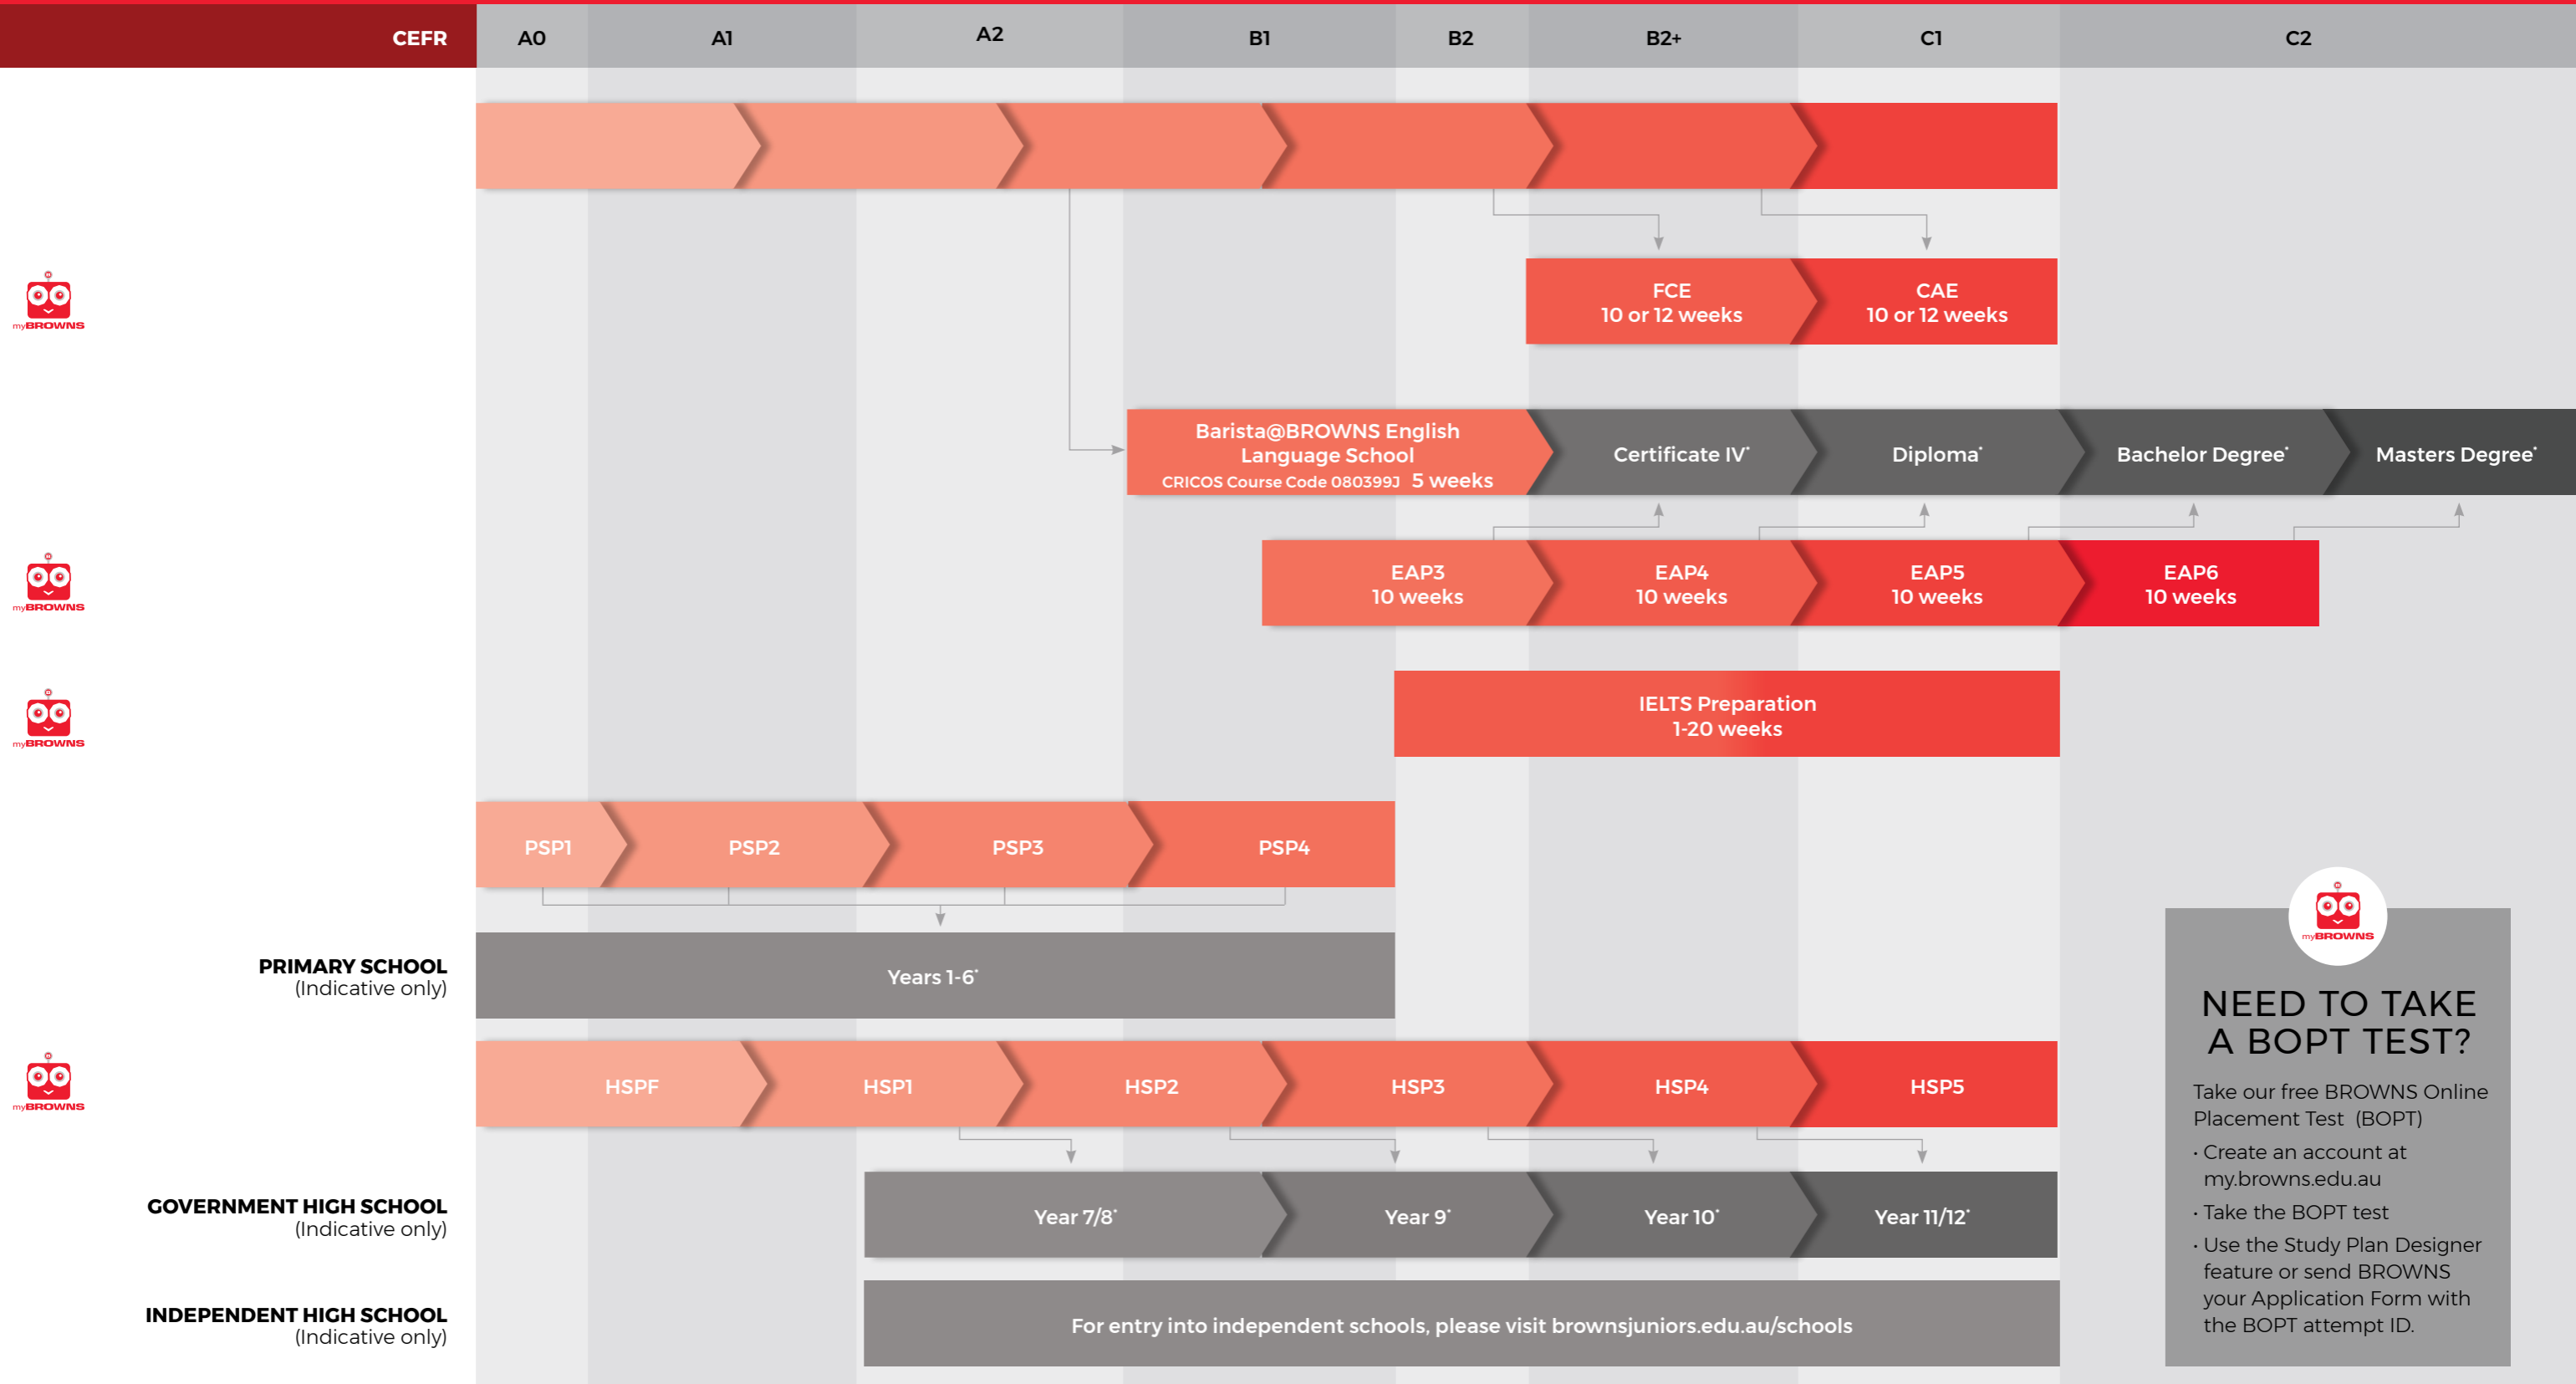 CEFR
A0
A1
A2
B1
B2
B2+
C1
C2
myBROWNS
FCE
10 or 12 weeks
CAE
10 or 12 weeks
Barista@BROWNS English
Language School
CRICOS Course Code 080399J 5 weeks
Certificate IV*
Diploma*
Bachelor Degree*
Masters Degree*
myBROWNS
EAP3
10 weeks
EAP4
10 weeks
EAP5
10 weeks
EAP6
10 weeks
myBROWNS
IELTS Preparation
1-20 weeks
PSP1
PSP2
PSP3
PSP4
PRIMARY SCHOOL
(Indicative only)
Years 1-6*
myBROWNS
HSPF
HSP1
HSP2
HSP3
HSP4
HSP5
GOVERNMENT HIGH SCHOOL
(Indicative only)
Year 7/8*
Year 9*
Year 10*
Year 11/12*
INDEPENDENT HIGH SCHOOL
(Indicative only)
For entry into independent schools, please visit brownsjuniors.edu.au/schools
myBROWNS
NEED TO TAKE
A BOPT TEST?
Take our free BROWNS Online
Placement Test (BOPT)
· Create an account at
my.browns.edu.au
· Take the BOPT test
· Use the Study Plan Designer
feature or send BROWNS
your Application Form with
the BOPT attempt ID.